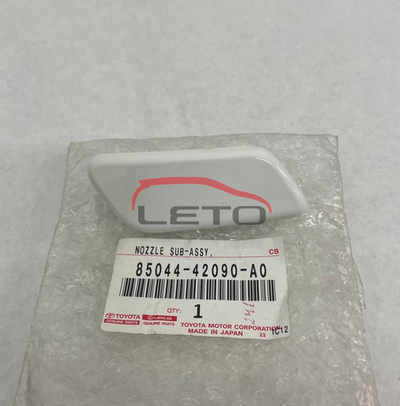 LETO
NOZZLE SUB-ASSY,
CB
85044-42090-A0
QTY: 1
TOYOTA
GENUINE PARTS
LEXUS
GENUINE PARTS
TOYOTA MOTOR CORPORATION
MADE IN JAPAN
23
1C12